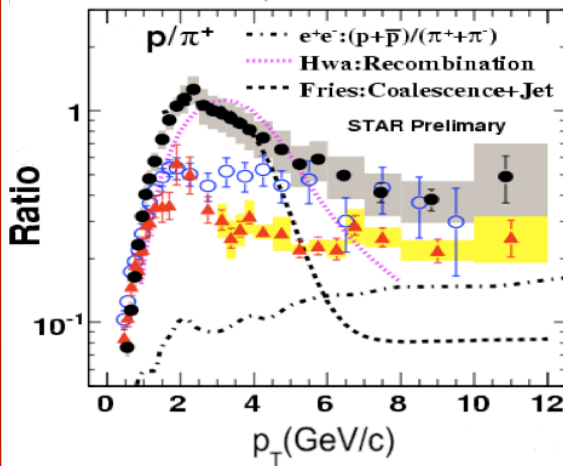 p/π⁺
e⁺e⁻:(p+p̅)/(π⁺+π⁻)
Hwa:Recombination
Fries:Coalescence+Jet
STAR Prelimary
1
10⁻¹
Ratio
0 2 4 6 8 10 12
p_T(GeV/c)